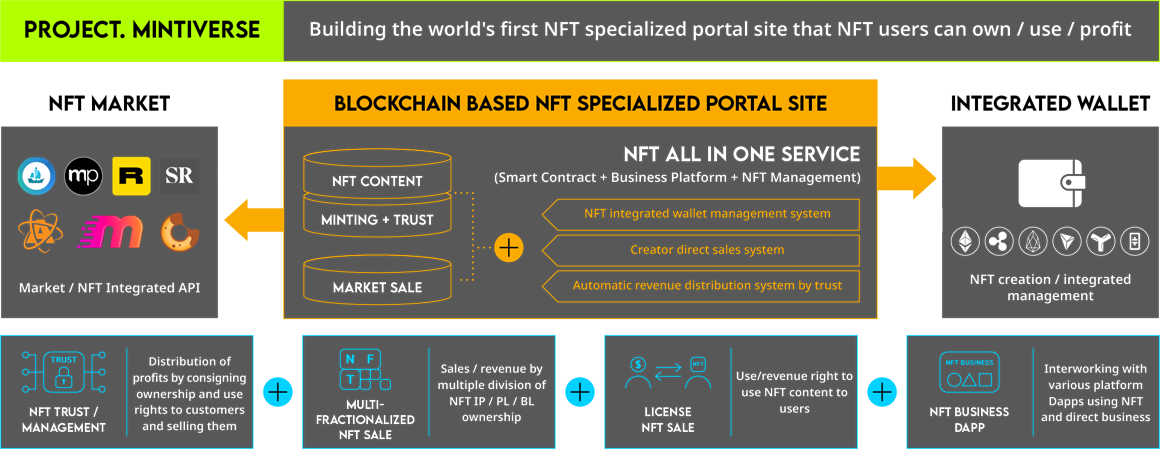 PROJECT. MINTIVERSE
Building the world's first NFT specialized portal site that NFT users can own / use / profit
NFT MARKET
mp
R
SR
m
Market / NFT Integrated API
BLOCKCHAIN BASED NFT SPECIALIZED PORTAL SITE
NFT CONTENT
MINTING + TRUST
MARKET SALE
NFT ALL IN ONE SERVICE
(Smart Contract + Business Platform + NFT Management)
NFT integrated wallet management system
Creator direct sales system
Automatic revenue distribution system by trust
INTEGRATED WALLET
NFT creation / integrated
management
TRUST
NFT TRUST /
MANAGEMENT
Distribution of
profits by consigning
ownership and use
rights to customers
and selling them
N F
T
MULTI-
FRACTIONALIZED
NFT SALE
Sales / revenue by
multiple division of
NFT IP / PL / BL
ownership
$
NFT
LICENSE
NFT SALE
Use/revenue right to
use NFT content to
users
NFT BUSINESS
NFT BUSINESS
DAPP
Interworking with
various platform
Dapps using NFT
and direct business